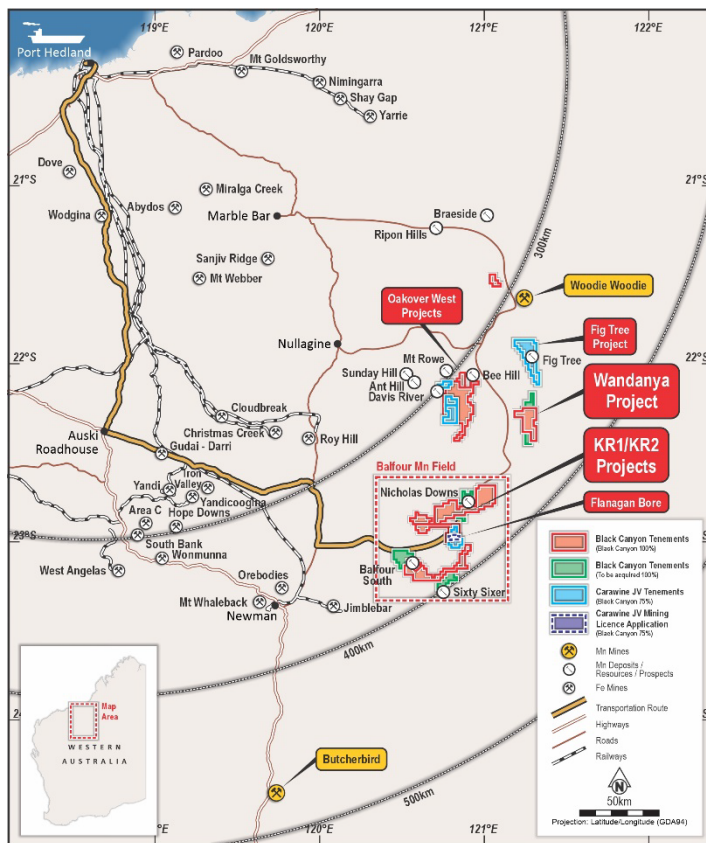 119°E
120°E
121°E
Port Hedland
Pardoo
Mt Goldsworthy
Nimingarra
Shay Gap
Yarrie
Dove
21°S
21°S
Miralga Creek
Abydos
Wodgina
Marble Bar
Braeside
Ripon Hills
300km
Sanjiv Ridge
Mt Webber
Woodie Woodie
Oakover West
Projects
Fig Tree
Project
Nullagine
22°S
22°S
Mt Rowe
Fig Tree
Sunday Hill
Bee Hill
Ant Hill
Davis River
Wandanya
Project
Cloudbreak
Christmas Creek
Roy Hill
Auski
Roadhouse
Gudai - Darri
KR1/KR2
Projects
Balfour Mn Field
Iron
Valley
Yandi
Yandicoogina
Nicholas Downs
Hope Downs
Area C
Flanagan Bore
23°S
South Bank
Wonmunna
West Angelas
Balfour
South
Orebodies
Sixty Sixer
Mt Whaleback
Jimblebar
Newman
400km
Black Canyon Tenements
(Black Canyon 100%)
Black Canyon Tenements
(To be acquired 100%)
Carawine JV Tenements
(Black Canyon 75%)
Carawine JV Mining
Licence Application
(Black Canyon 75%)
Mn Mines
Mn Deposits /
Resources / Prospects
Fe Mines
Transportation Route
Highways
Roads
Railways
N
50km
Projection: Latitude/Longitude (GDA94)
Map
Area
WESTERN
AUSTRALIA
Butcherbird
500km
120°E
121°E